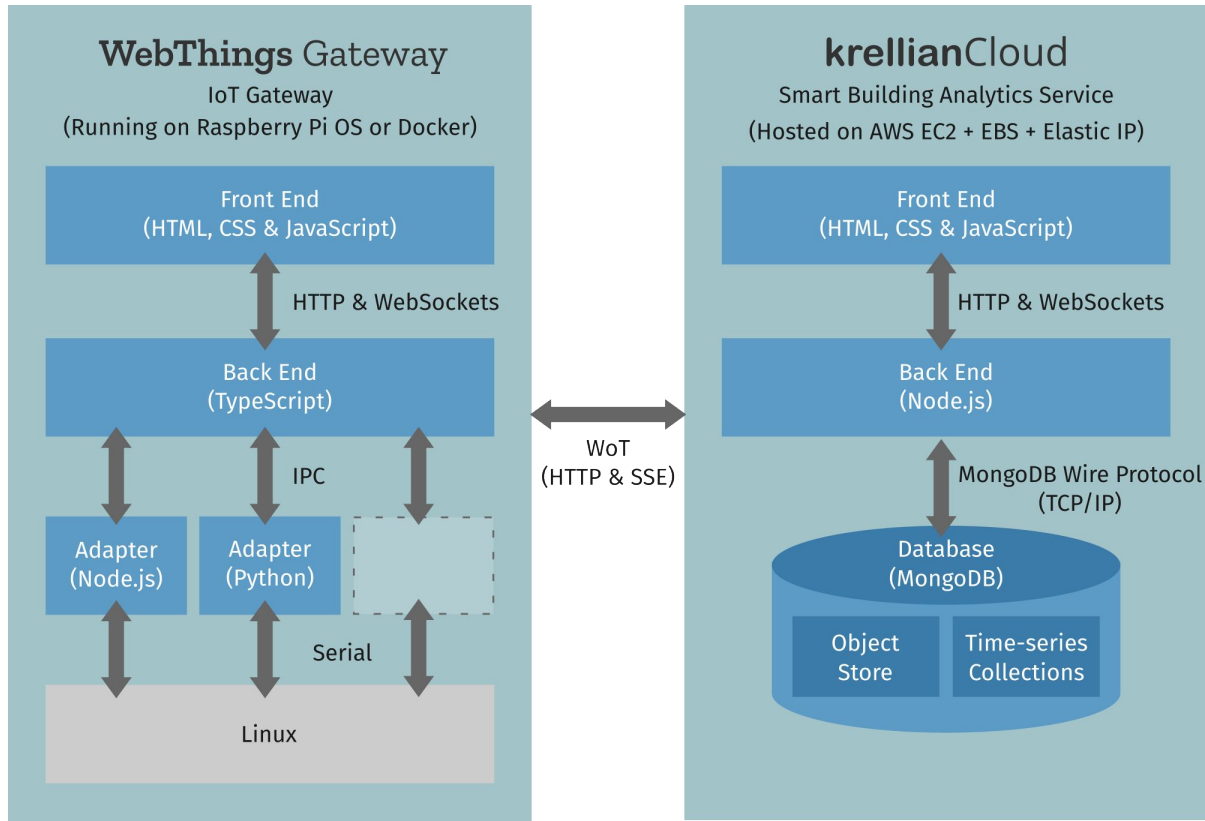 WebThings Gateway
IoT Gateway
(Running on Raspberry Pi OS or Docker)
Front End
(HTML, CSS & JavaScript)
HTTP & WebSockets
Back End
(TypeScript)
IPC
Adapter
(Node.js)
Adapter
(Python)
Serial
Linux
WoT
(HTTP & SSE)
krellianCloud
Smart Building Analytics Service
(Hosted on AWS EC2 + EBS + Elastic IP)
Front End
(HTML, CSS & JavaScript)
HTTP & WebSockets
Back End
(Node.js)
MongoDB Wire Protocol
(TCP/IP)
Database
(MongoDB)
Object
Store
Time-series
Collections